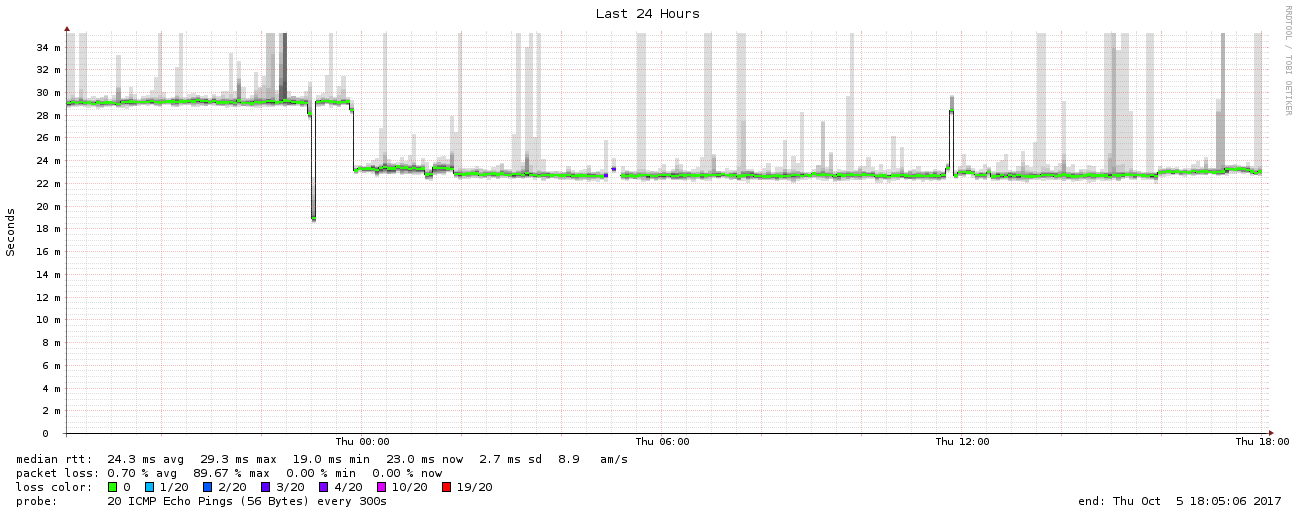 Last 24 Hours
RRDTOOL / TOBI OETIKER
34 m
32 m
30 m
28 m
26 m
24 m
22 m
20 m
18 m
16 m
14 m
12 m
10 m
8 m
6 m
4 m
2 m
0
Seconds
Thu 00:00 Thu 06:00 Thu 12:00 Thu 18:00
median rtt: 24.3 ms avg 29.3 ms max 19.0 ms min 23.0 ms now 2.7 ms sd 8.9 am/s
packet loss: 0.70 % avg 89.67 % max 0.00 % min 0.00 % now
loss color: 0 1/20 2/20 3/20 4/20 10/20 19/20
probe: 20 ICMP Echo Pings (56 Bytes) every 300s end: Thu Oct 5 18:05:06 2017